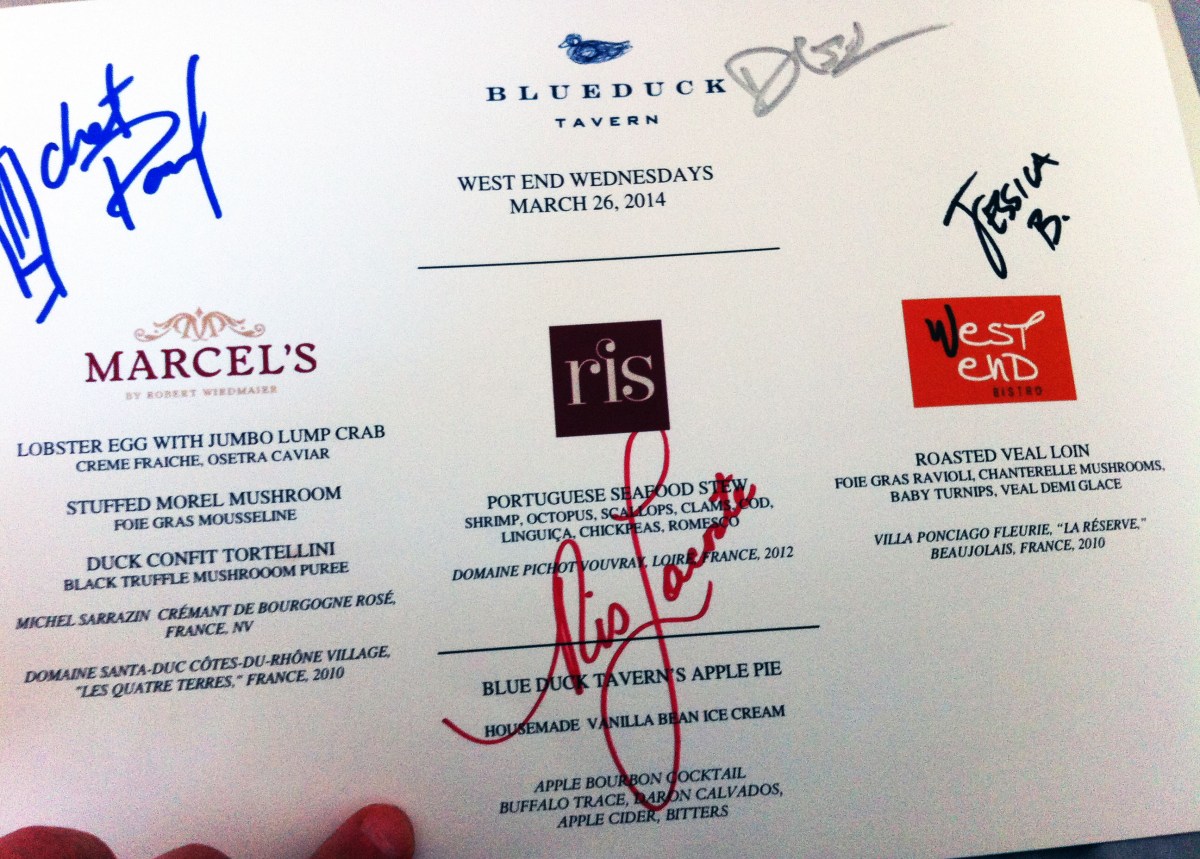 BLUE DUCK
TAVERN
WEST END WEDNESDAYS
MARCH 26, 2014
chef
Paul
JESSICA
B.
M
MARCEL'S
BY ROBERT WIEDMAIER
LOBSTER EGG WITH JUMBO LUMP CRAB
CREME FRAICHE, OSETRA CAVIAR
STUFFED MOREL MUSHROOM
FOIE GRAS MOUSSELINE
DUCK CONFIT TORTELLINI
BLACK TRUFFLE MUSHROOOM PUREE
MICHEL SARRAZIN CRÉMANT DE BOURGOGNE ROSÉ,
FRANCE, NV
DOMAINE SANTA-DUC CÔTES-DU-RHÔNE VILLAGE,
"LES QUATRE TERRES," FRANCE, 2010
ris
PORTUGUESE SEAFOOD STEW
SHRIMP, OCTOPUS, SCALLOPS, CLAMS, COD,
LINGUIÇA, CHICKPEAS, ROMESCO
DOMAINE PICHOT VOUVRAY, LOIRE, FRANCE, 2012
Ris Lacoste
BLUE DUCK TAVERN'S APPLE PIE
HOUSEMADE VANILLA BEAN ICE CREAM
APPLE BOURBON COCKTAIL
BUFFALO TRACE, DARON CALVADOS,
APPLE CIDER, BITTERS
West
end
BISTRO
ROASTED VEAL LOIN
FOIE GRAS RAVIOLI, CHANTERELLE MUSHROOMS,
BABY TURNIPS, VEAL DEMI GLACE
VILLA PONCIAGO FLEURIE, "LA RÉSERVE,"
BEAUJOLAIS, FRANCE, 2010